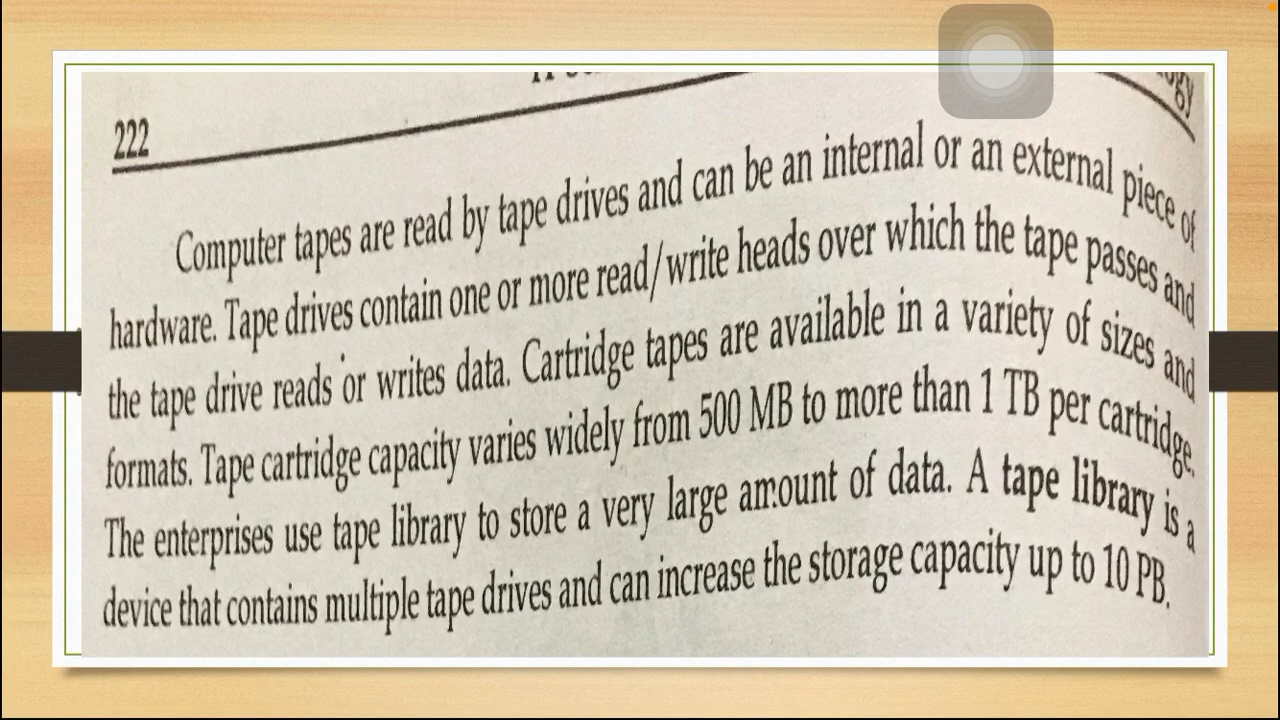 222
Computer tapes are read by tape drives and can be an internal or an external piece of
hardware. Tape drives contain one or more read/write heads over which the tape passes and
the tape drive reads or writes data. Cartridge tapes are available in a variety of sizes and
formats. Tape cartridge capacity varies widely from 500 MB to more than 1 TB per cartridge.
The enterprises use tape library to store a very large amount of data. A tape library is a
device that contains multiple tape drives and can increase the storage capacity up to 10 PB.